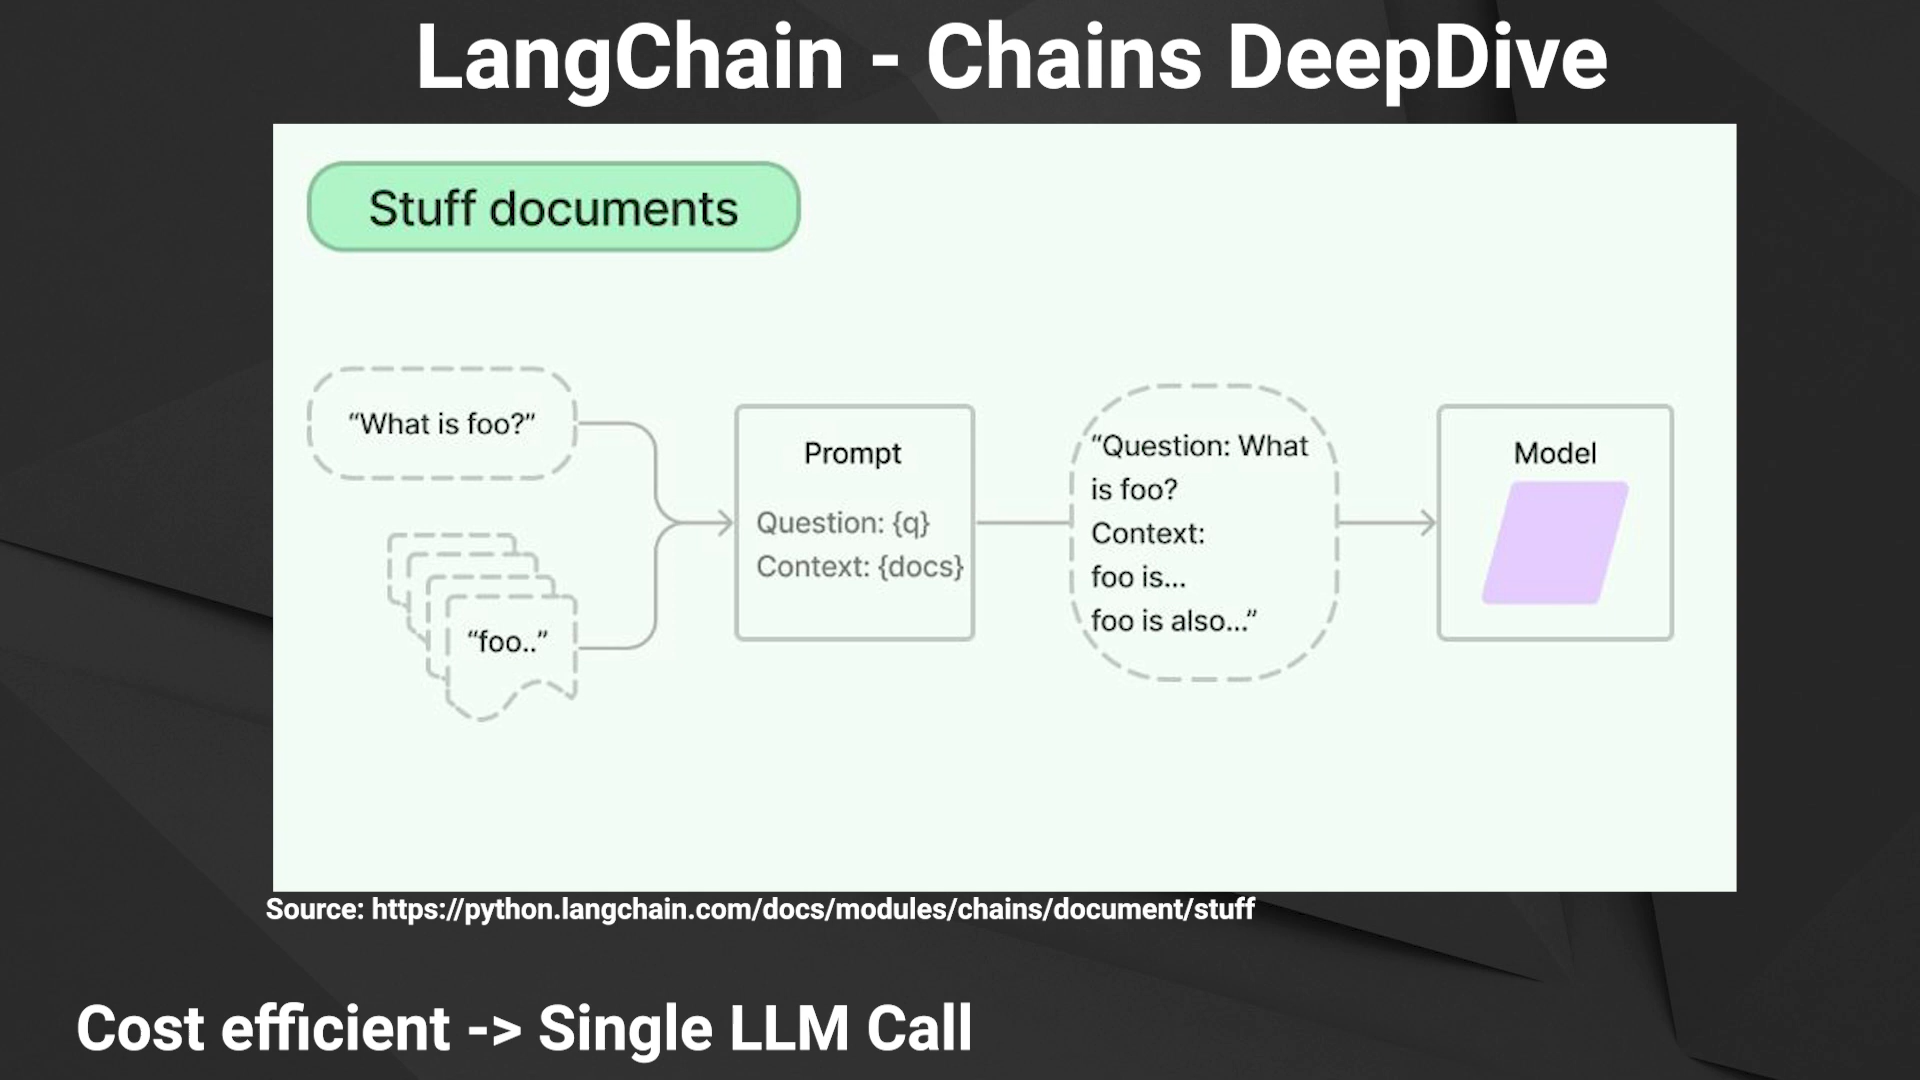 LangChain - Chains DeepDive
Stuff documents
“What is foo?”
“foo..”
Prompt
Question: {q}
Context: {docs}
“Question: What
is foo?
Context:
foo is...
foo is also...”
Model
Source: https://python.langchain.com/docs/modules/chains/document/stuff
Cost efficient -> Single LLM Call